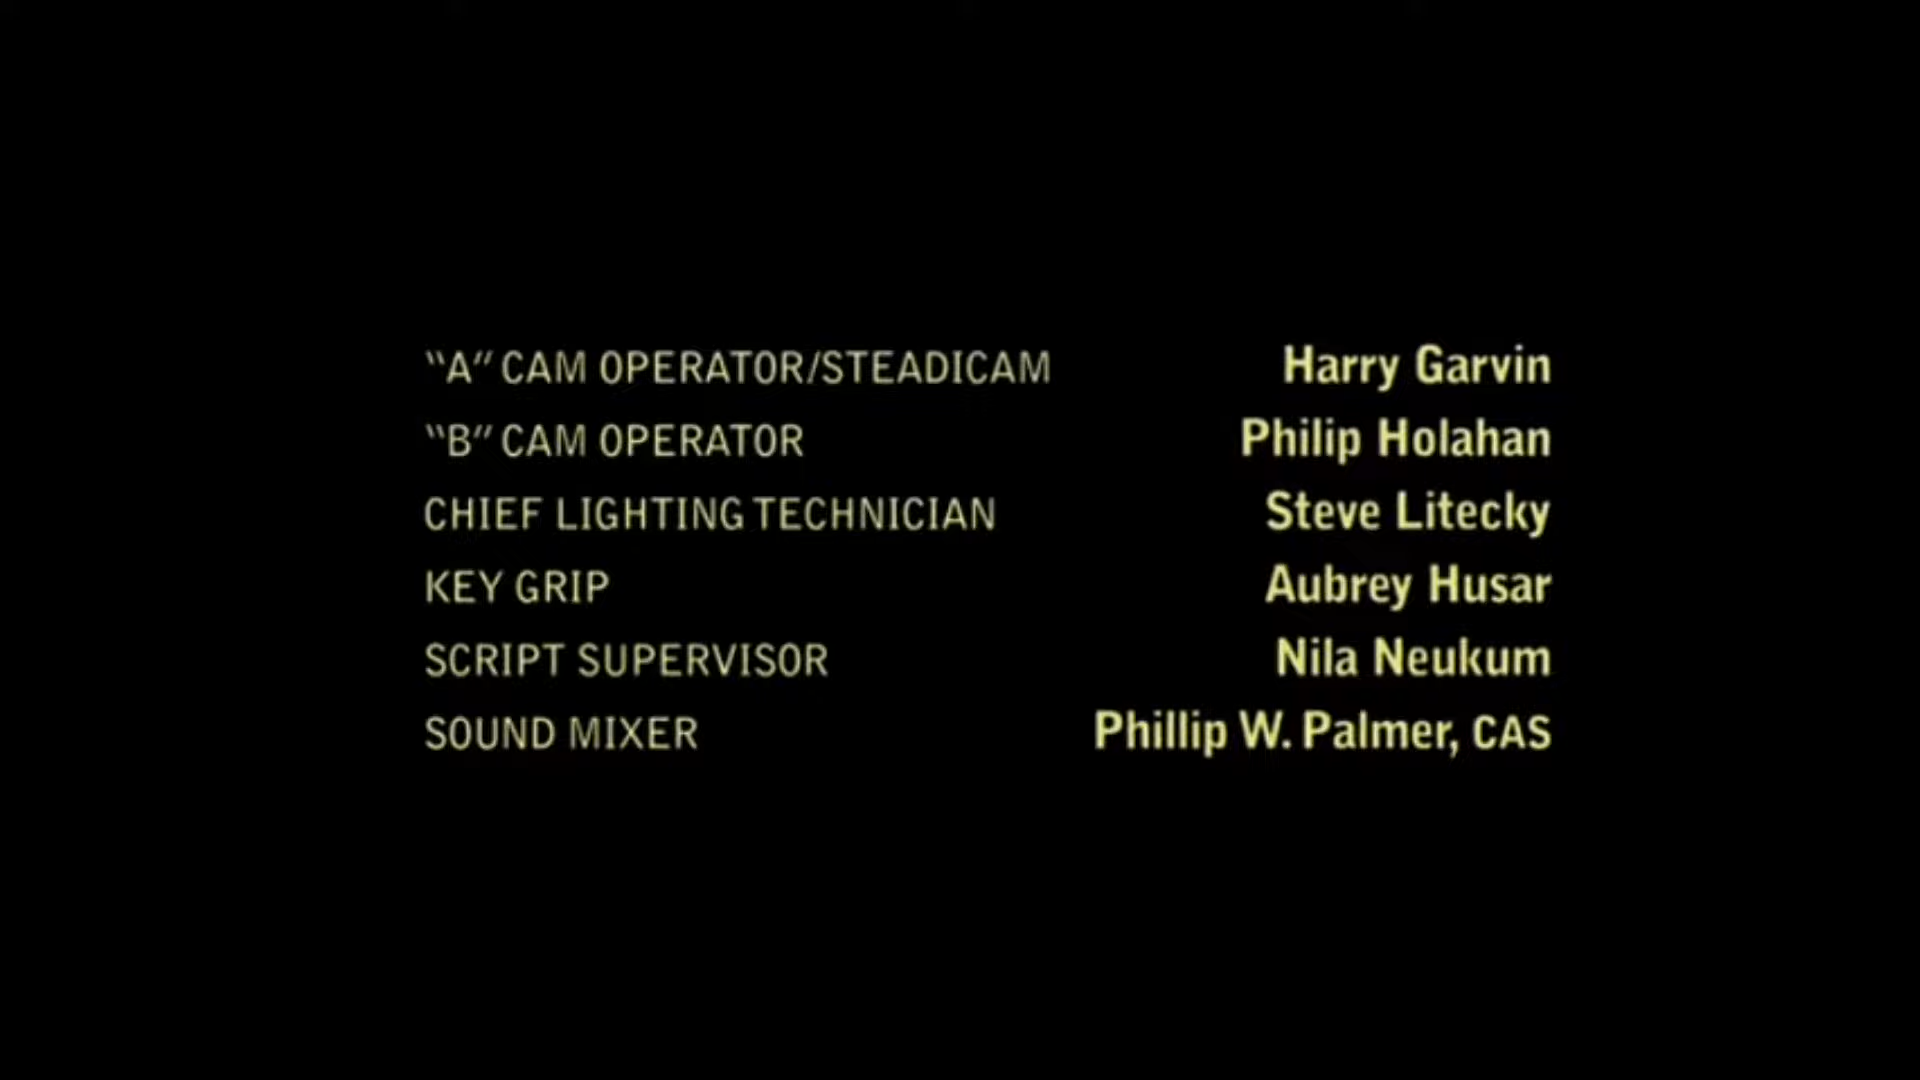 "A" CAM OPERATOR/STEADICAM Harry Garvin
"B" CAM OPERATOR Philip Holahan
CHIEF LIGHTING TECHNICIAN Steve Litecky
KEY GRIP Aubrey Husar
SCRIPT SUPERVISOR Nila Neukum
SOUND MIXER Phillip W. Palmer, CAS